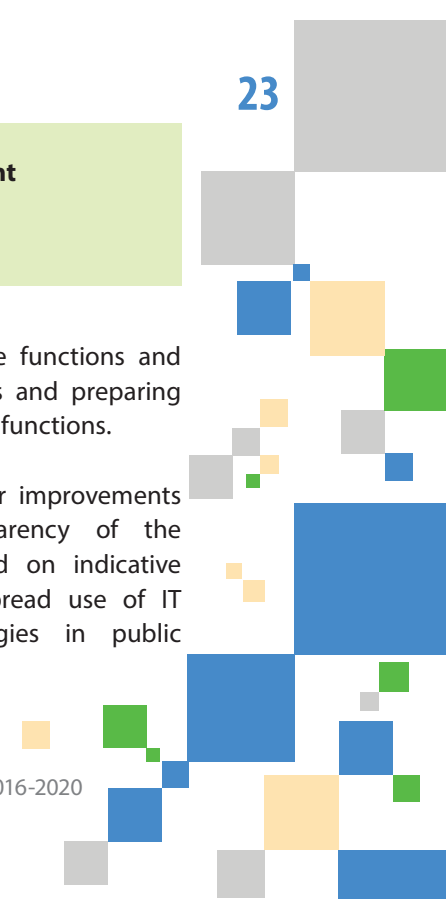 23
nt
e functions and
s and preparing
functions.
r improvements
arency of the
d on indicative
pread use of IT
gies in public
016-2020